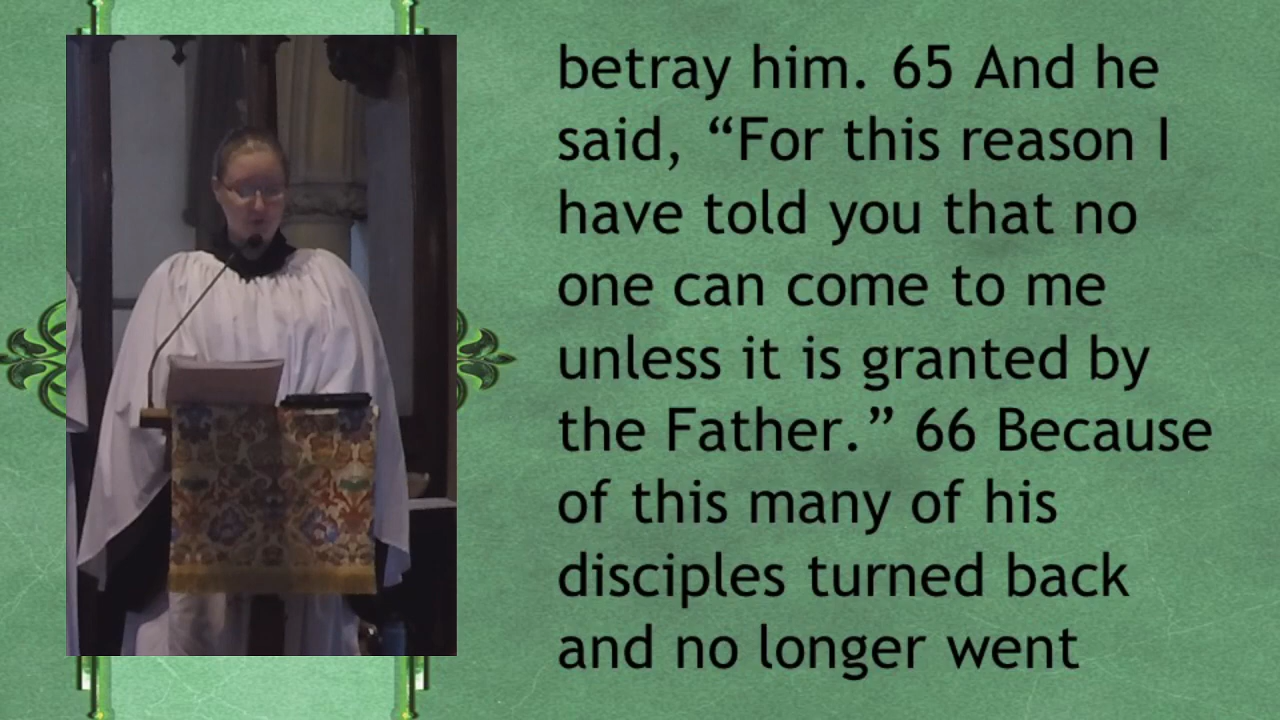 betray him. 65 And he
said, “For this reason I
have told you that no
one can come to me
unless it is granted by
the Father.” 66 Because
of this many of his
disciples turned back
and no longer went